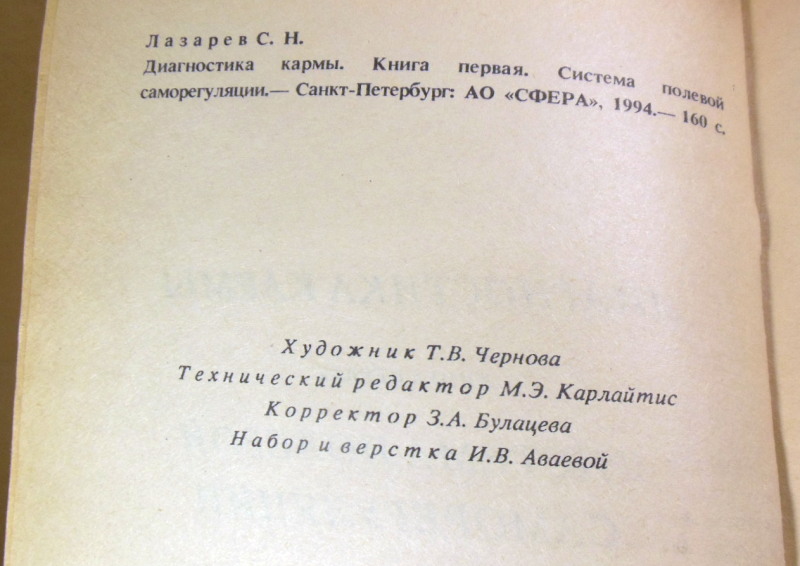 Лазарев С. Н.
Диагностика кармы. Книга первая. Система полевой
саморегуляции.— Санкт-Петербург: АО «СФЕРА», 1994.— 160 с.
Художник Т.В. Чернова
Технический редактор М.Э. Карлайтис
Корректор З.А. Булацева
Набор и верстка И.В. Аваевой